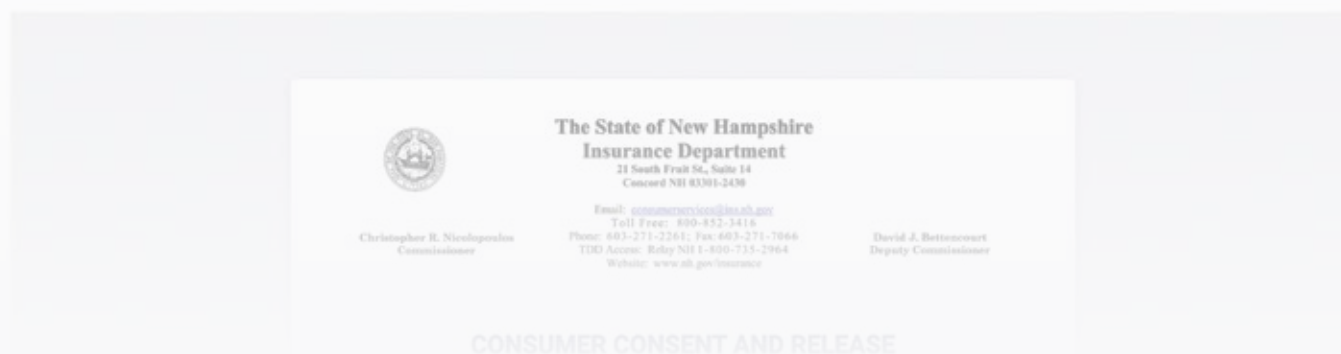 The State of New Hampshire
Insurance Department
21 South Fruit St., Suite 14
Concord NH 03301-2430
Email: consumerservices@ins.nh.gov
Toll Free: 800-852-3416
Phone: 603-271-2261; Fax: 603-271-7066
TDD Access: Relay NH 1-800-735-2964
Website: www.nh.gov/insurance
Christopher R. Nicolopoulos
Commissioner
David J. Bettencourt
Deputy Commissioner
CONSUMER CONSENT AND RELEASE